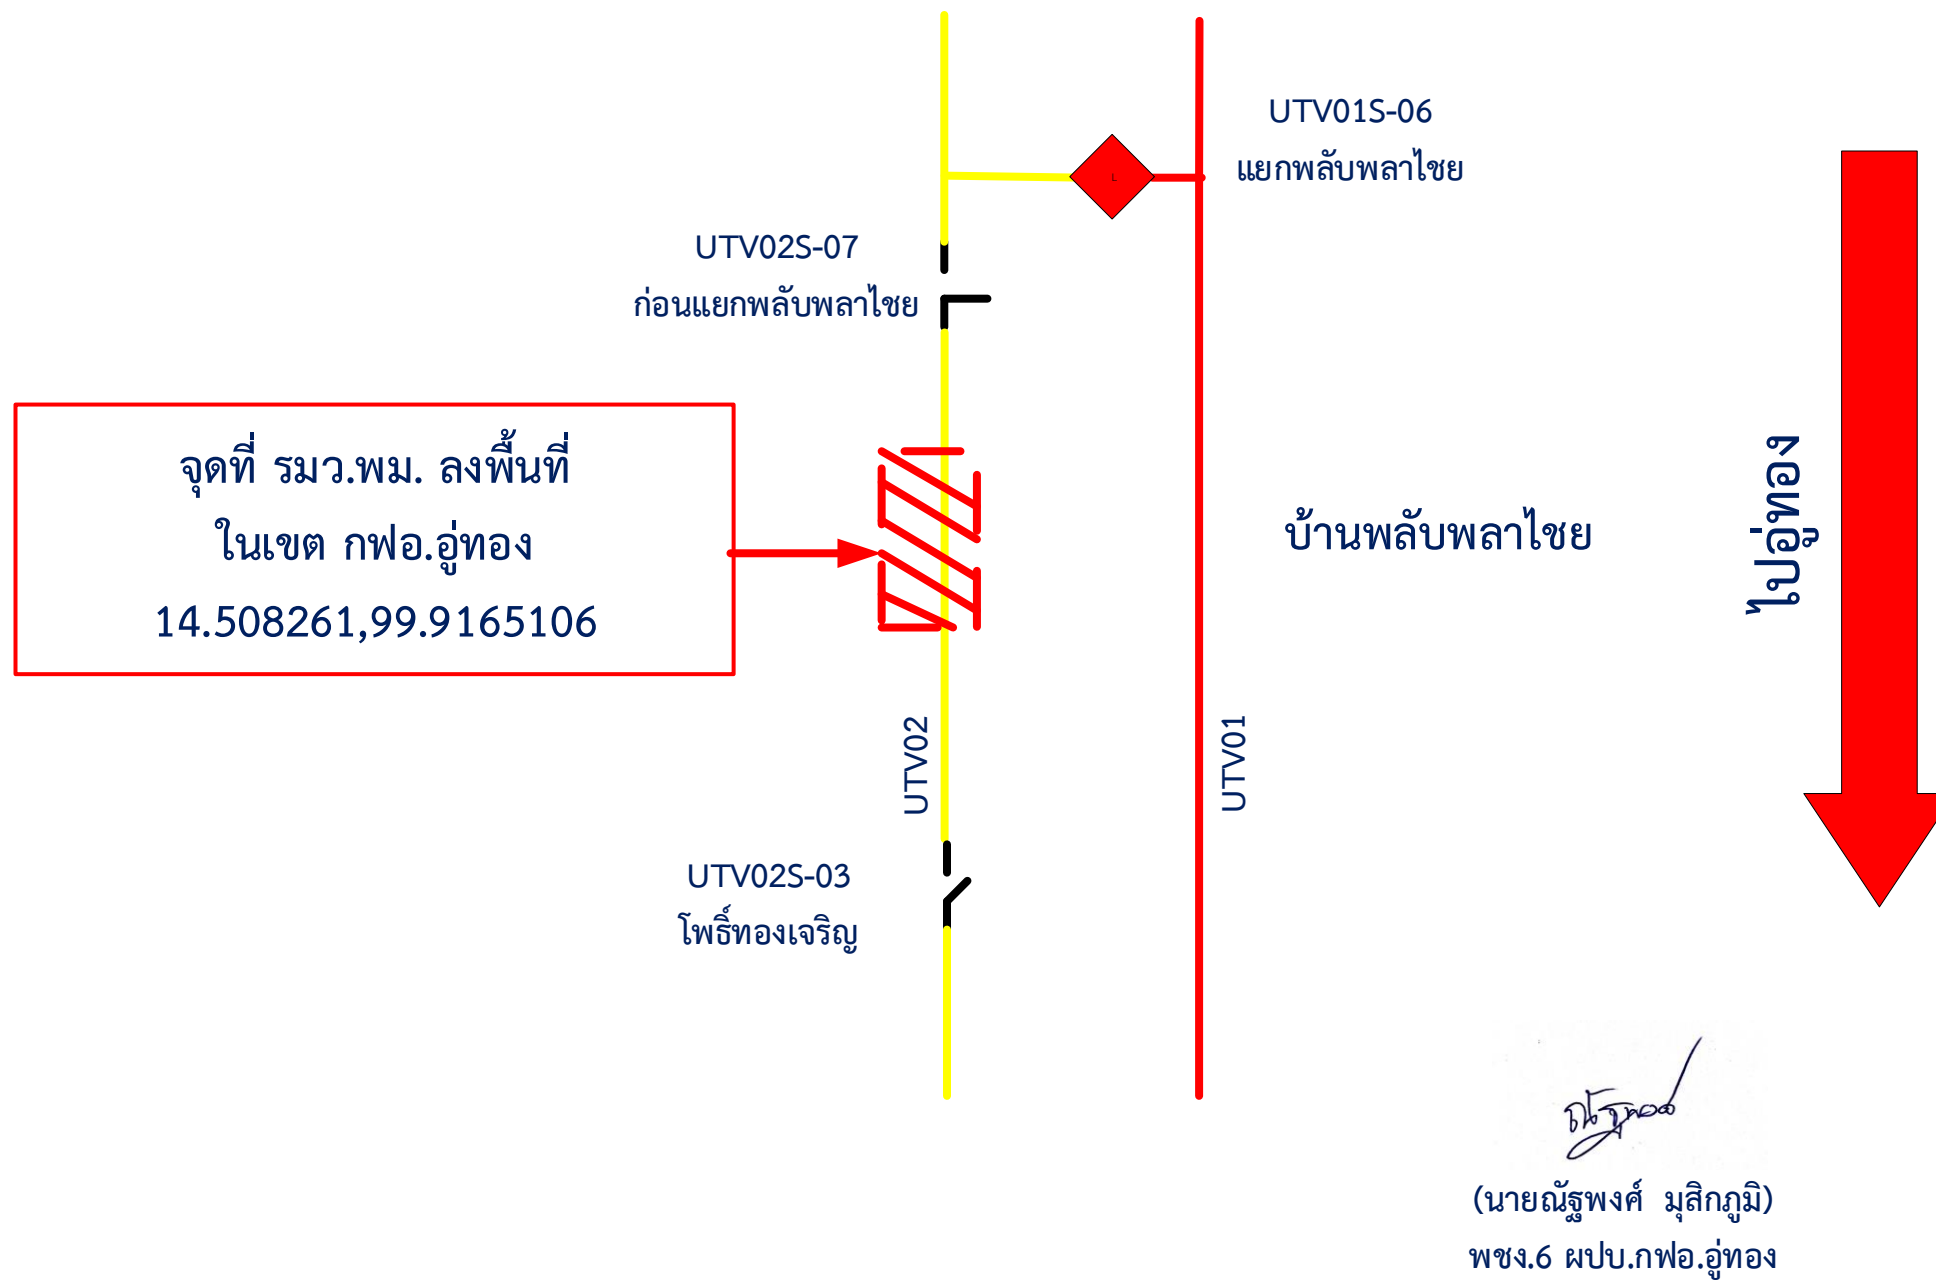 UTV01S-06
แยกพลับพลาไชย
UTV02S-07
ก่อนแยกพลับพลาไชย
จุดที่ รมว.พม. ลงพื้นที่
ในเขต กฟอ.อู่ทอง
14.508261,99.9165106
บ้านพลับพลาไชย
ไปอู่ทอง
UTV02
UTV01
UTV02S-03
โพธิ์ทองเจริญ
ณัฐพงศ์
(นายณัฐพงศ์ มุสิกภูมิ)
พชง.6 ผปบ.กฟอ.อู่ทอง